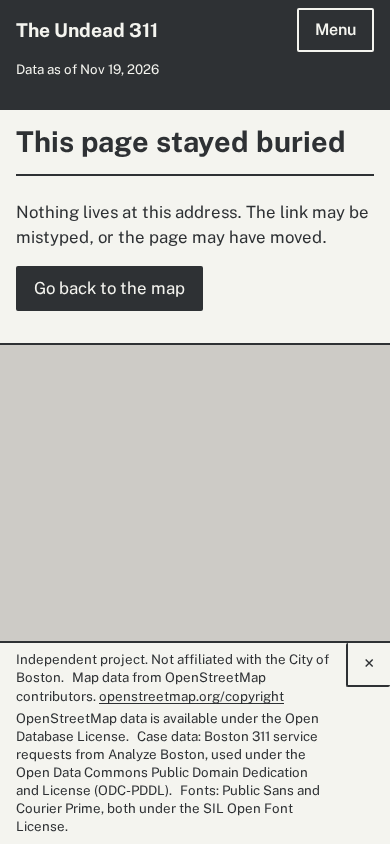 The Undead 311
Menu
Data as of Nov 19, 2026
This page stayed buried
Nothing lives at this address. The link may be
mistyped, or the page may have moved.
Go back to the map
Independent project. Not affiliated with the City of
Boston. Map data from OpenStreetMap
contributors. openstreetmap.org/copyright
OpenStreetMap data is available under the Open
Database License. Case data: Boston 311 service
requests from Analyze Boston, used under the
Open Data Commons Public Domain Dedication
and License (ODC-PDDL). Fonts: Public Sans and
Courier Prime, both under the SIL Open Font
License.
×